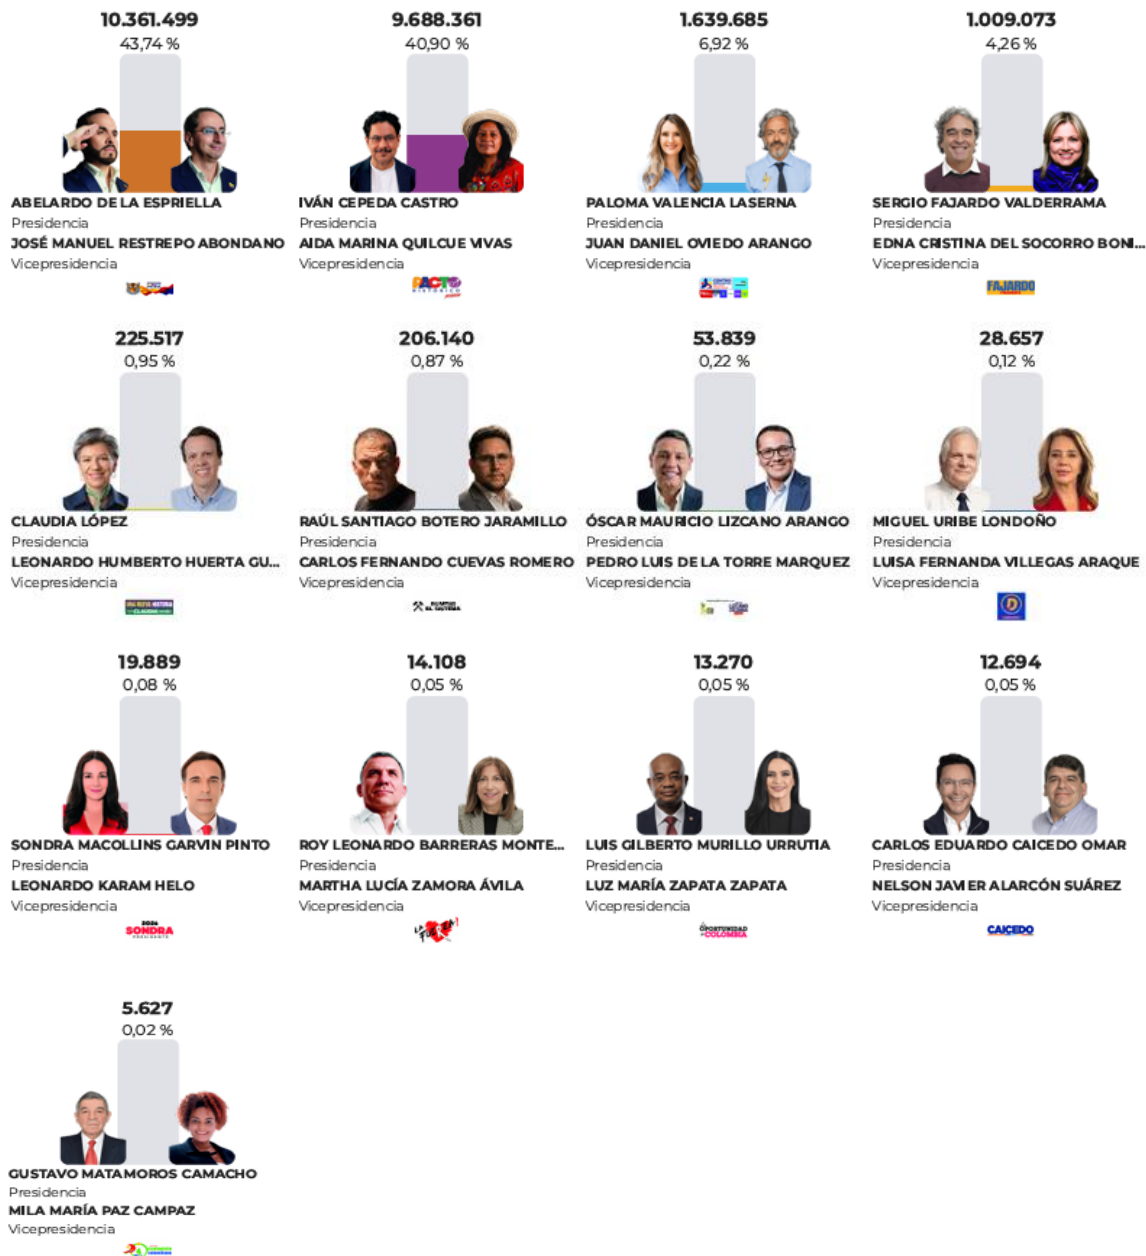 10.361.499
43,74 %
ABELARDO DE LA ESPRIELLA
Presidencia
JOSÉ MANUEL RESTREPO ABONDANO
Vicepresidencia
9.688.361
40,90 %
IVÁN CEPEDA CASTRO
Presidencia
AIDA MARINA QUILCUE VIVAS
Vicepresidencia
PACTO
HISTÓRICO
1.639.685
6,92 %
PALOMA VALENCIA LASERNA
Presidencia
JUAN DANIEL OVIEDO ARANGO
Vicepresidencia
1.009.073
4,26 %
SERGIO FAJARDO VALDERRAMA
Presidencia
EDNA CRISTINA DEL SOCORRO BONI...
Vicepresidencia
FAJARDO
225.517
0,95 %
CLAUDIA LÓPEZ
Presidencia
LEONARDO HUMBERTO HUERTA GU...
Vicepresidencia
CLAUDIA
206.140
0,87 %
RAÚL SANTIAGO BOTERO JARAMILLO
Presidencia
CARLOS FERNANDO CUEVAS ROMERO
Vicepresidencia
53.839
0,22 %
ÓSCAR MAURICIO LIZCANO ARANGO
Presidencia
PEDRO LUIS DE LA TORRE MARQUEZ
Vicepresidencia
28.657
0,12 %
MIGUEL URIBE LONDOÑO
Presidencia
LUISA FERNANDA VILLEGAS ARAQUE
Vicepresidencia
D
19.889
0,08 %
SONDRA MACOLLINS GARVIN PINTO
Presidencia
LEONARDO KARAM HELO
Vicepresidencia
2026
SONDRA
PRESIDENTE
14.108
0,05 %
ROY LEONARDO BARRERAS MONTE...
Presidencia
MARTHA LUCÍA ZAMORA ÁVILA
Vicepresidencia
LA FUERZA!
13.270
0,05 %
LUIS GILBERTO MURILLO URRUTIA
Presidencia
LUZ MARÍA ZAPATA ZAPATA
Vicepresidencia
OPORTUNIDAD
COLOMBIA
12.694
0,05 %
CARLOS EDUARDO CAICEDO OMAR
Presidencia
NELSON JAVIER ALARCÓN SUÁREZ
Vicepresidencia
CAICEDO
5.627
0,02 %
GUSTAVO MATAMOROS CAMACHO
Presidencia
MILA MARÍA PAZ CAMPAZ
Vicepresidencia